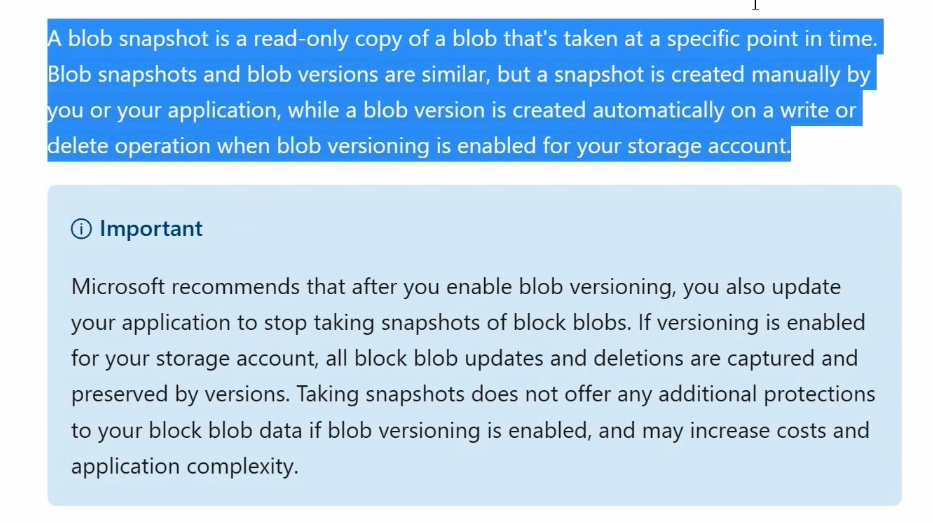 A blob snapshot is a read-only copy of a blob that's taken at a specific point in time.
Blob snapshots and blob versions are similar, but a snapshot is created manually by
you or your application, while a blob version is created automatically on a write or
delete operation when blob versioning is enabled for your storage account.
Important
Microsoft recommends that after you enable blob versioning, you also update
your application to stop taking snapshots of block blobs. If versioning is enabled
for your storage account, all block blob updates and deletions are captured and
preserved by versions. Taking snapshots does not offer any additional protections
to your block blob data if blob versioning is enabled, and may increase costs and
application complexity.